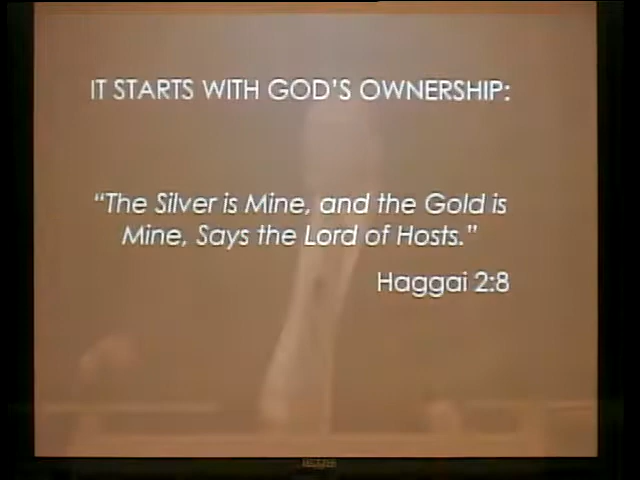 IT STARTS WITH GOD'S OWNERSHIP:
“The Silver is Mine, and the Gold is
Mine, Says the Lord of Hosts.”
Haggai 2:8